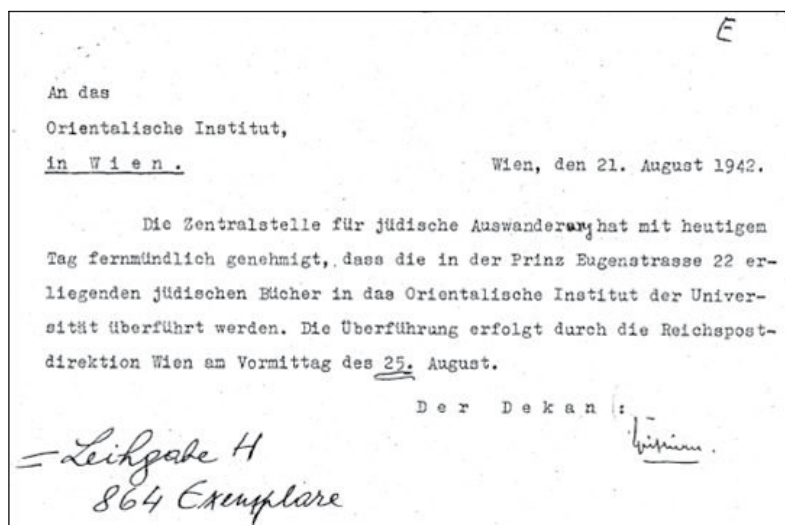 E
An das
Orientalische Institut,
in Wien. Wien, den 21. August 1942.
Die Zentralstelle für jüdische Auswanderung hat mit heutigem
Tag fernmündlich genehmigt, dass die in der Prinz Eugenstrasse 22 er-
liegenden jüdischen Bücher in das Orientalische Institut der Univer-
sität überführt werden. Die Überführung erfolgt durch die Reichspost-
direktion Wien am Vormittag des 25. August.
Der Dekan :
= Leihgabe H
864 Exemplare